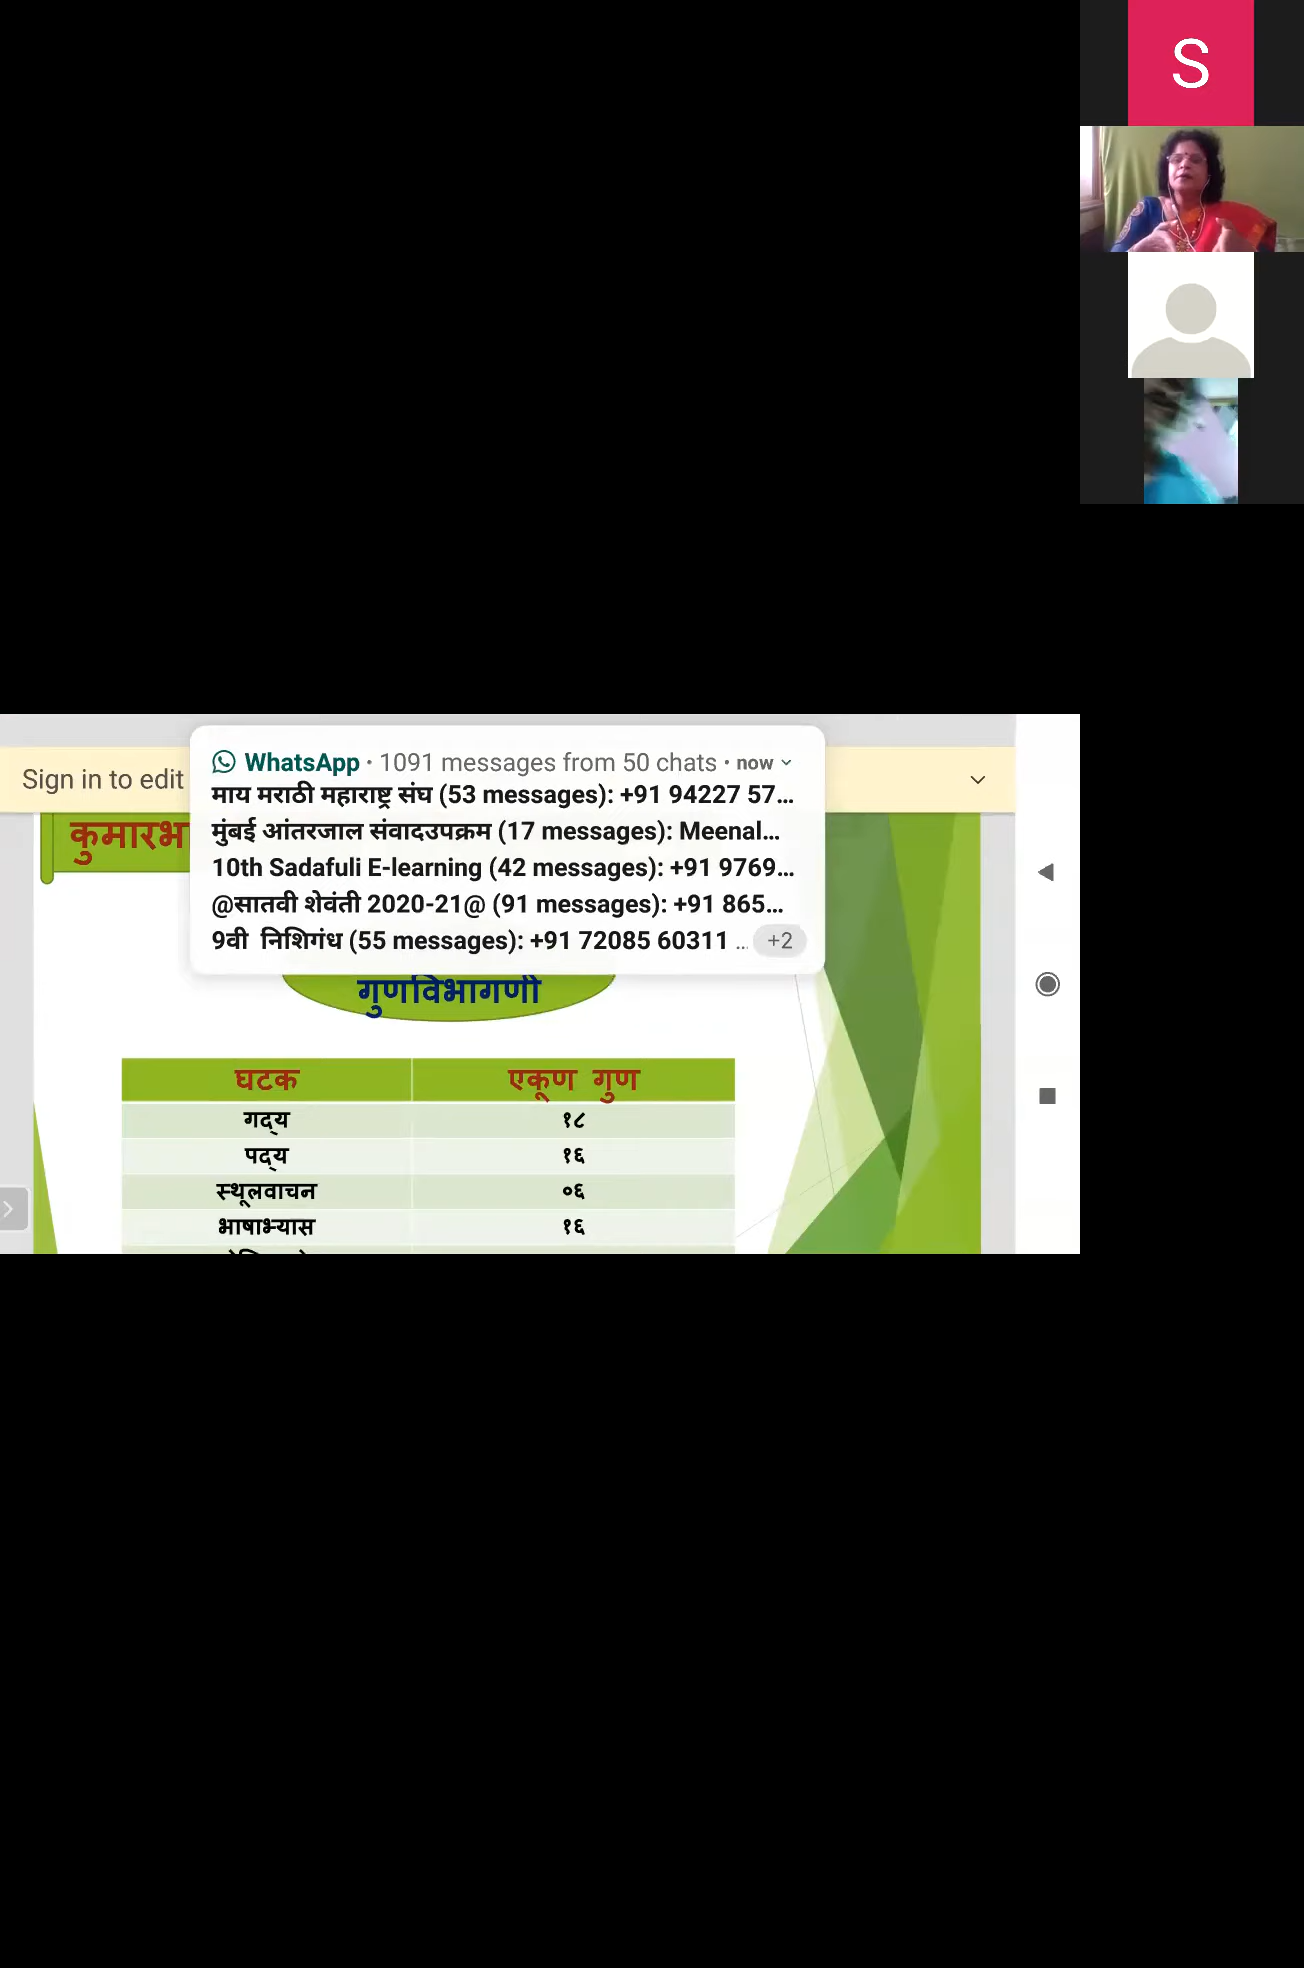 S
WhatsApp • 1091 messages from 50 chats • now
माय मराठी महाराष्ट्र संघ (53 messages): +91 94227 57...
मुंबई आंतरजाल संवादउपक्रम (17 messages): Meenal...
10th Sadafuli E-learning (42 messages): +91 9769...
@सातवी शेवंती 2020-21@ (91 messages): +91 865...
9वी निशिगंध (55 messages): +91 72085 60311 ... +2
Sign in to edit
कुमारभा
गुणविभागणी
घटक एकूण गुण
गद्य १८
पद्य १६
स्थूलवाचन ०६
भाषाभ्यास १६